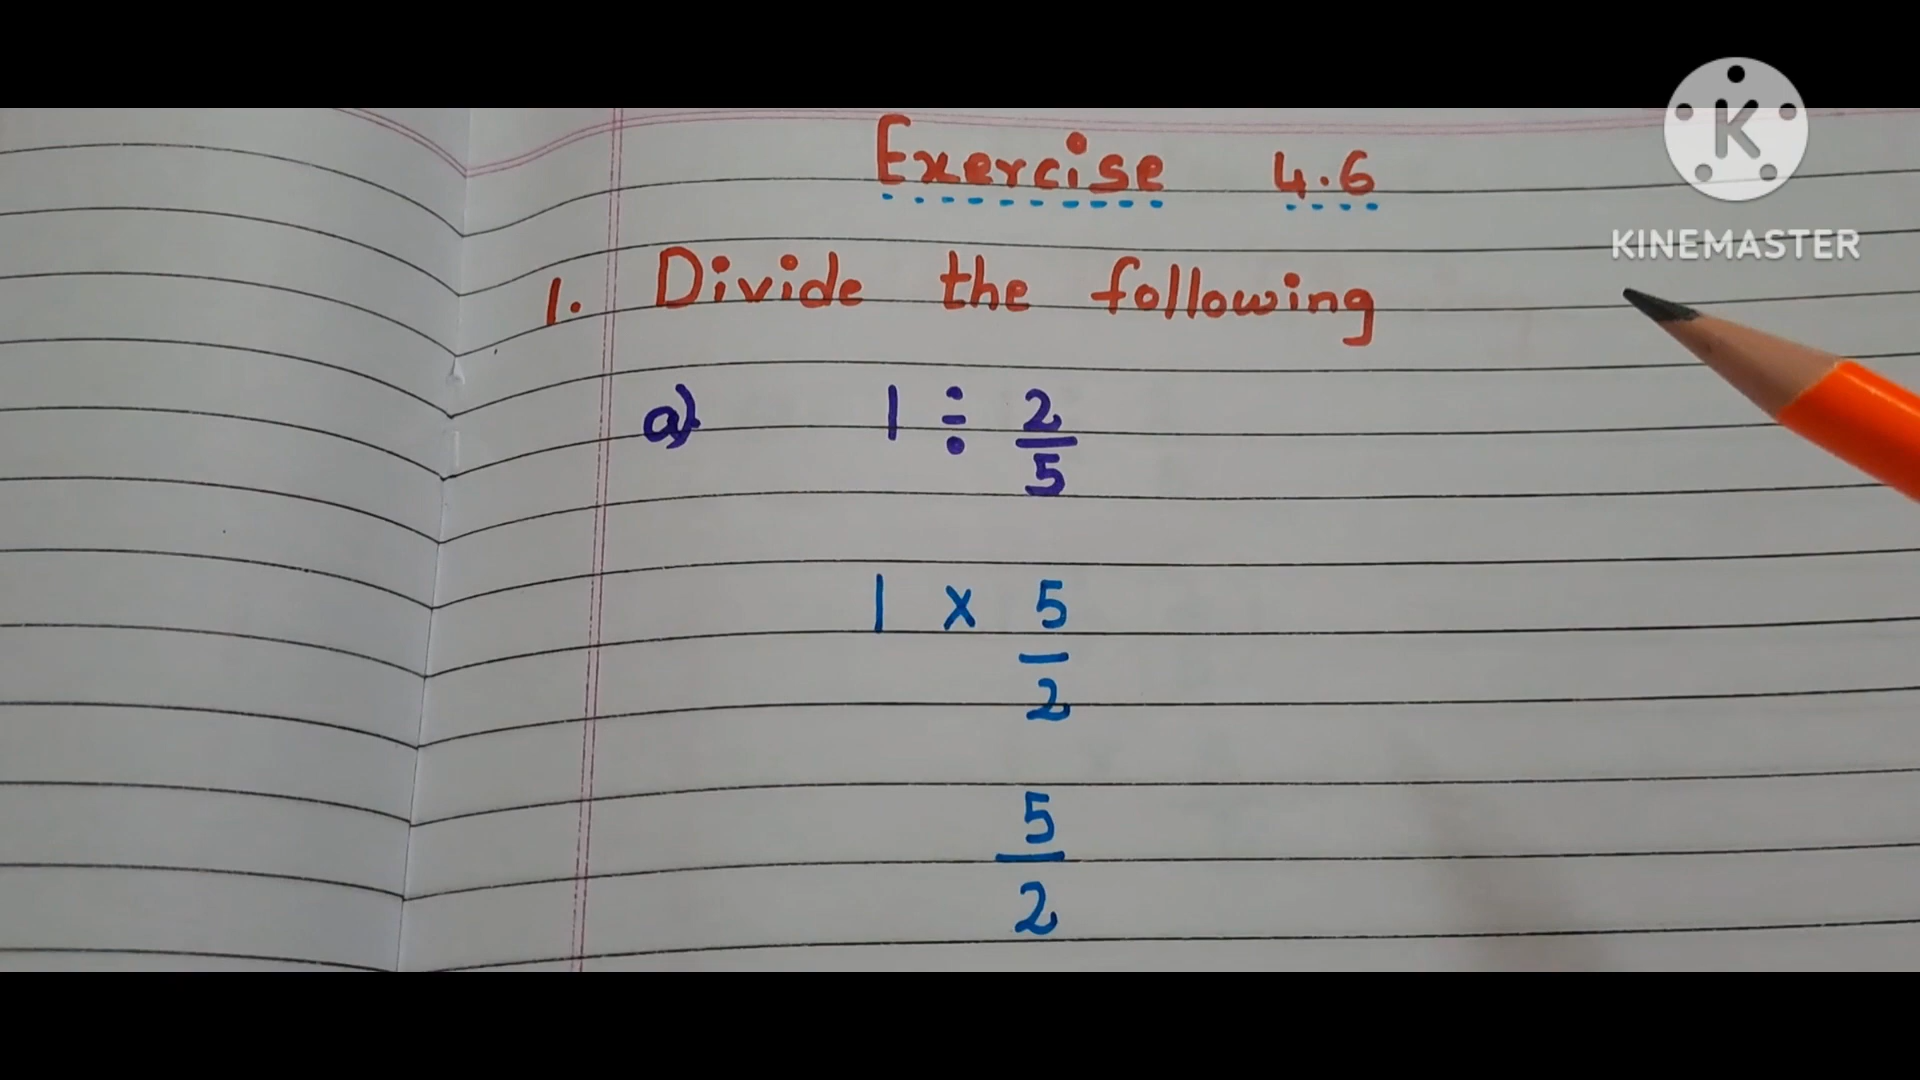 Exercise 4.6
K
KINEMASTER
1. Divide the following
a) 1 ÷ 2/5
1 x 5/2
5/2